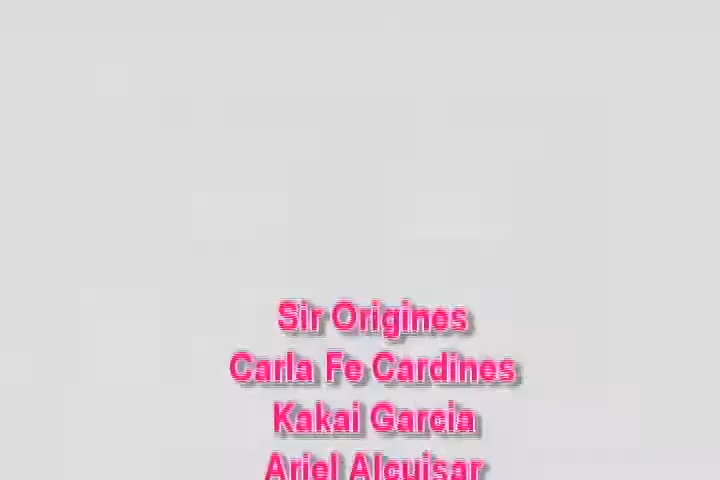 Sir Origines
Carla Fe Cardines
Kakai Garcia
Ariel Alcuisar